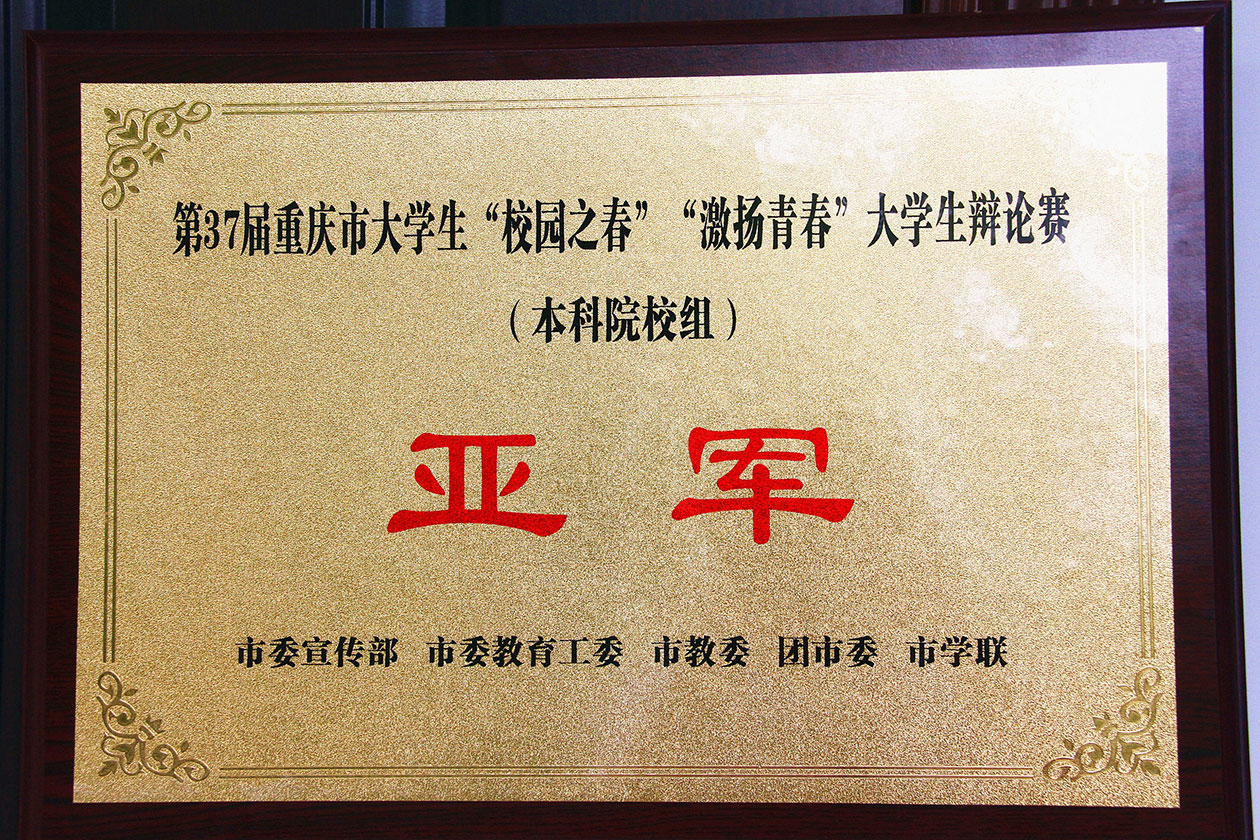 第37届重庆市大学生“校园之春”“激扬青春”大学生辩论赛
（本科院校组）
亚军
市委宣传部 市委教育工委 市教委 团市委 市学联